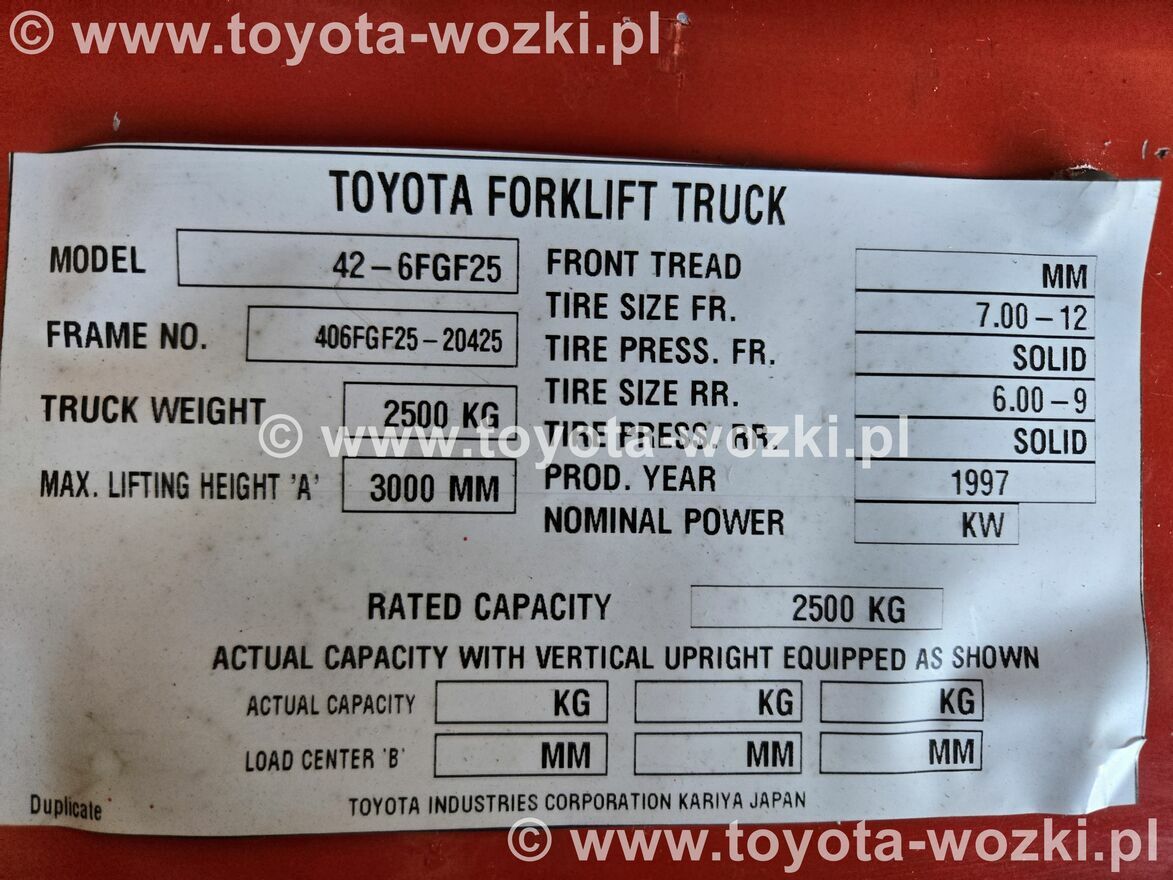 © www.toyota-wozki.pl
TOYOTA FORKLIFT TRUCK
MODEL 42-6FGF25
FRAME NO. 406FGF25-20425
TRUCK WEIGHT 2500 KG
MAX. LIFTING HEIGHT 'A' 3000 MM
FRONT TREAD MM
TIRE SIZE FR. 7.00-12
TIRE PRESS. FR. SOLID
TIRE SIZE RR. 6.00-9
TIRE PRESS. RR. SOLID
PROD. YEAR 1997
NOMINAL POWER KW
© www.toyota-wozki.pl
RATED CAPACITY 2500 KG
ACTUAL CAPACITY WITH VERTICAL UPRIGHT EQUIPPED AS SHOWN
ACTUAL CAPACITY KG KG KG
LOAD CENTER 'B' MM MM MM
Duplicate TOYOTA INDUSTRIES CORPORATION KARIYA JAPAN
© www.toyota-wozki.pl